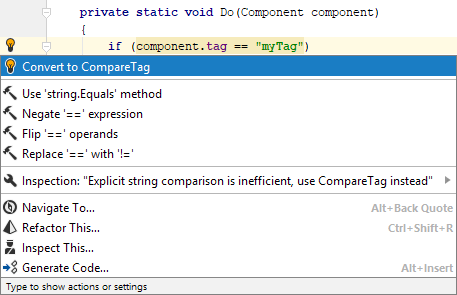 private static void Do(Component component)
{
if (component.tag == "myTag")
Convert to CompareTag
Use 'string.Equals' method
Negate '==' expression
Flip '==' operands
Replace '==' with '!='
Inspection: "Explicit string comparison is inefficient, use CompareTag instead"
Navigate To... Alt+Back Quote
Refactor This... Ctrl+Shift+R
Inspect This...
Generate Code... Alt+Insert
Type to show actions or settings